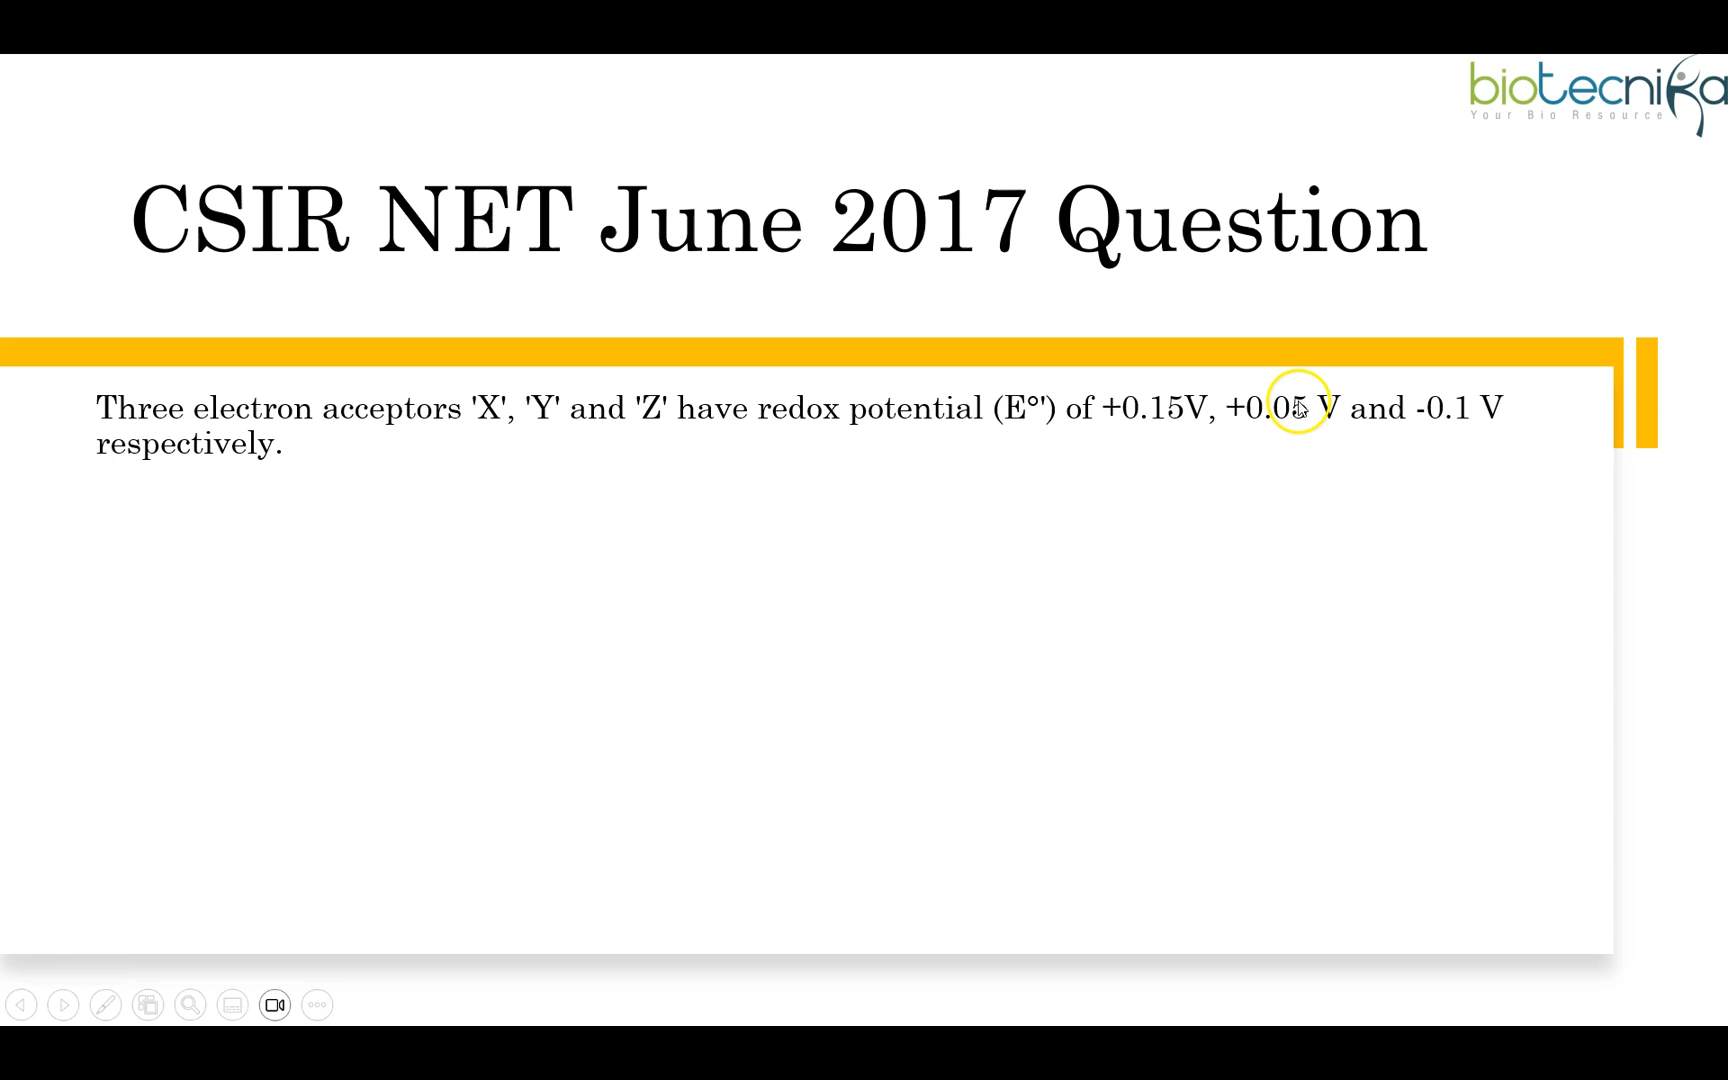 biotecnika
Your Bio Resource
CSIR NET June 2017 Question
Three electron acceptors 'X', 'Y' and 'Z' have redox potential (E°') of +0.15V, +0.05 V and -0.1 V
respectively.